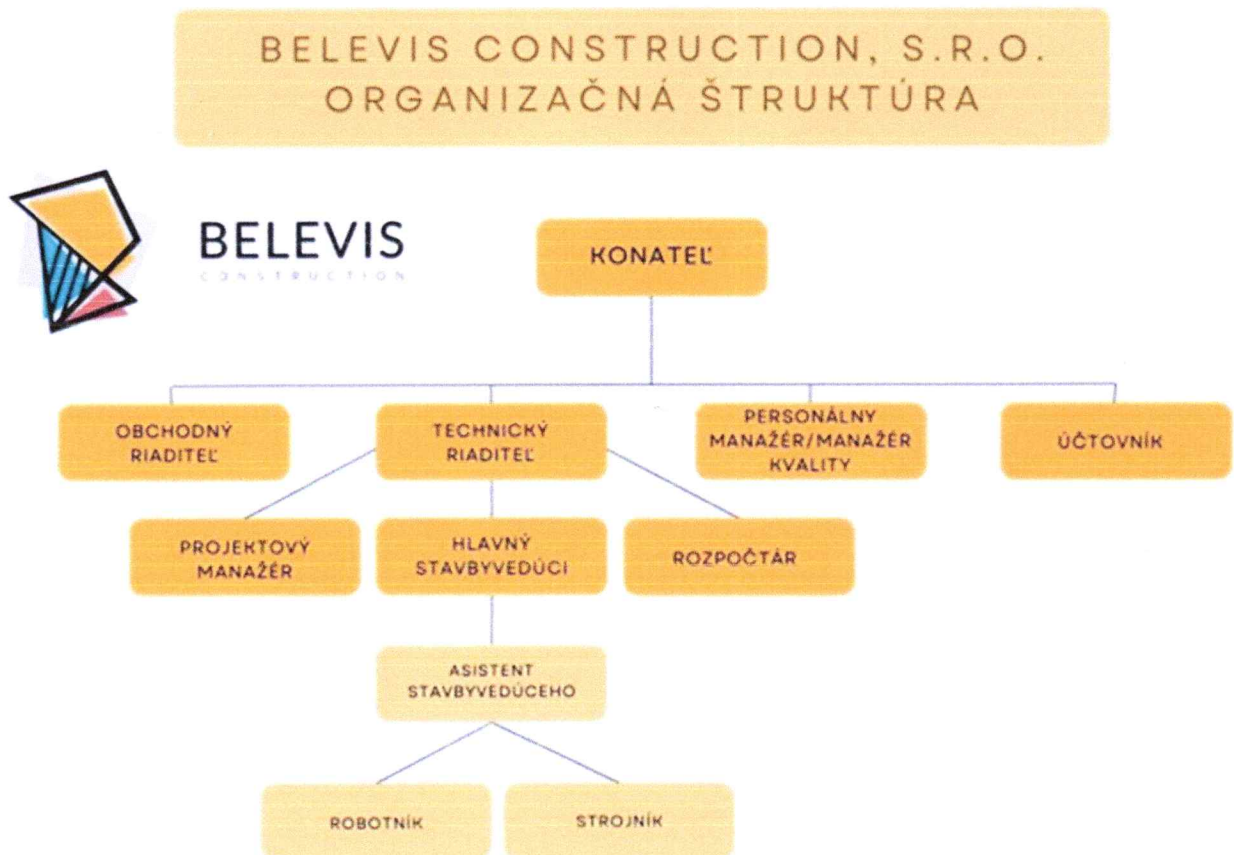 BELEVIS CONSTRUCTION, S.R.O.
ORGANIZAČNÁ ŠTRUKTÚRA
BELEVIS
CONSTRUCTION
KONATEĽ
OBCHODNÝ
RIADITEĽ
TECHNICKÝ
RIADITEĽ
PERSONÁLNY
MANAŽÉR/MANAŽÉR
KVALITY
ÚČTOVNÍK
PROJEKTOVÝ
MANAŽÉR
HLAVNÝ
STAVBYVEDÚCI
ROZPOČTÁR
ASISTENT
STAVBYVEDÚCEHO
ROBOTNÍK
STROJNÍK